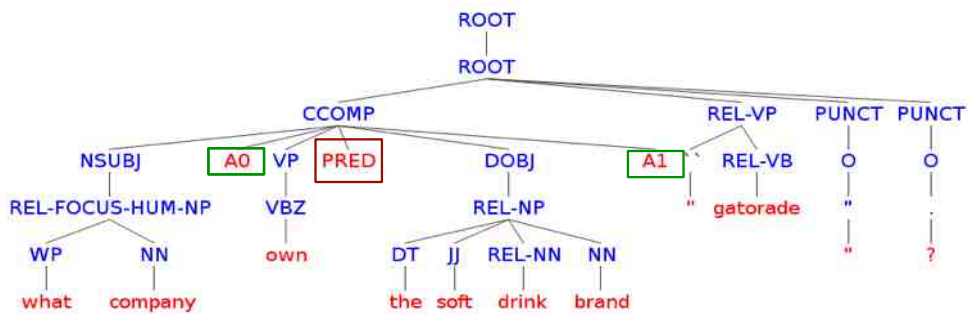 ROOT
ROOT
CCOMP REL-VP PUNCT PUNCT
NSUBJ A0 VP PRED DOBJ A1 `` REL-VB O O
REL-FOCUS-HUM-NP VBZ REL-NP " gatorade " .
WP NN own DT JJ REL-NN NN " ?
what company the soft drink brand